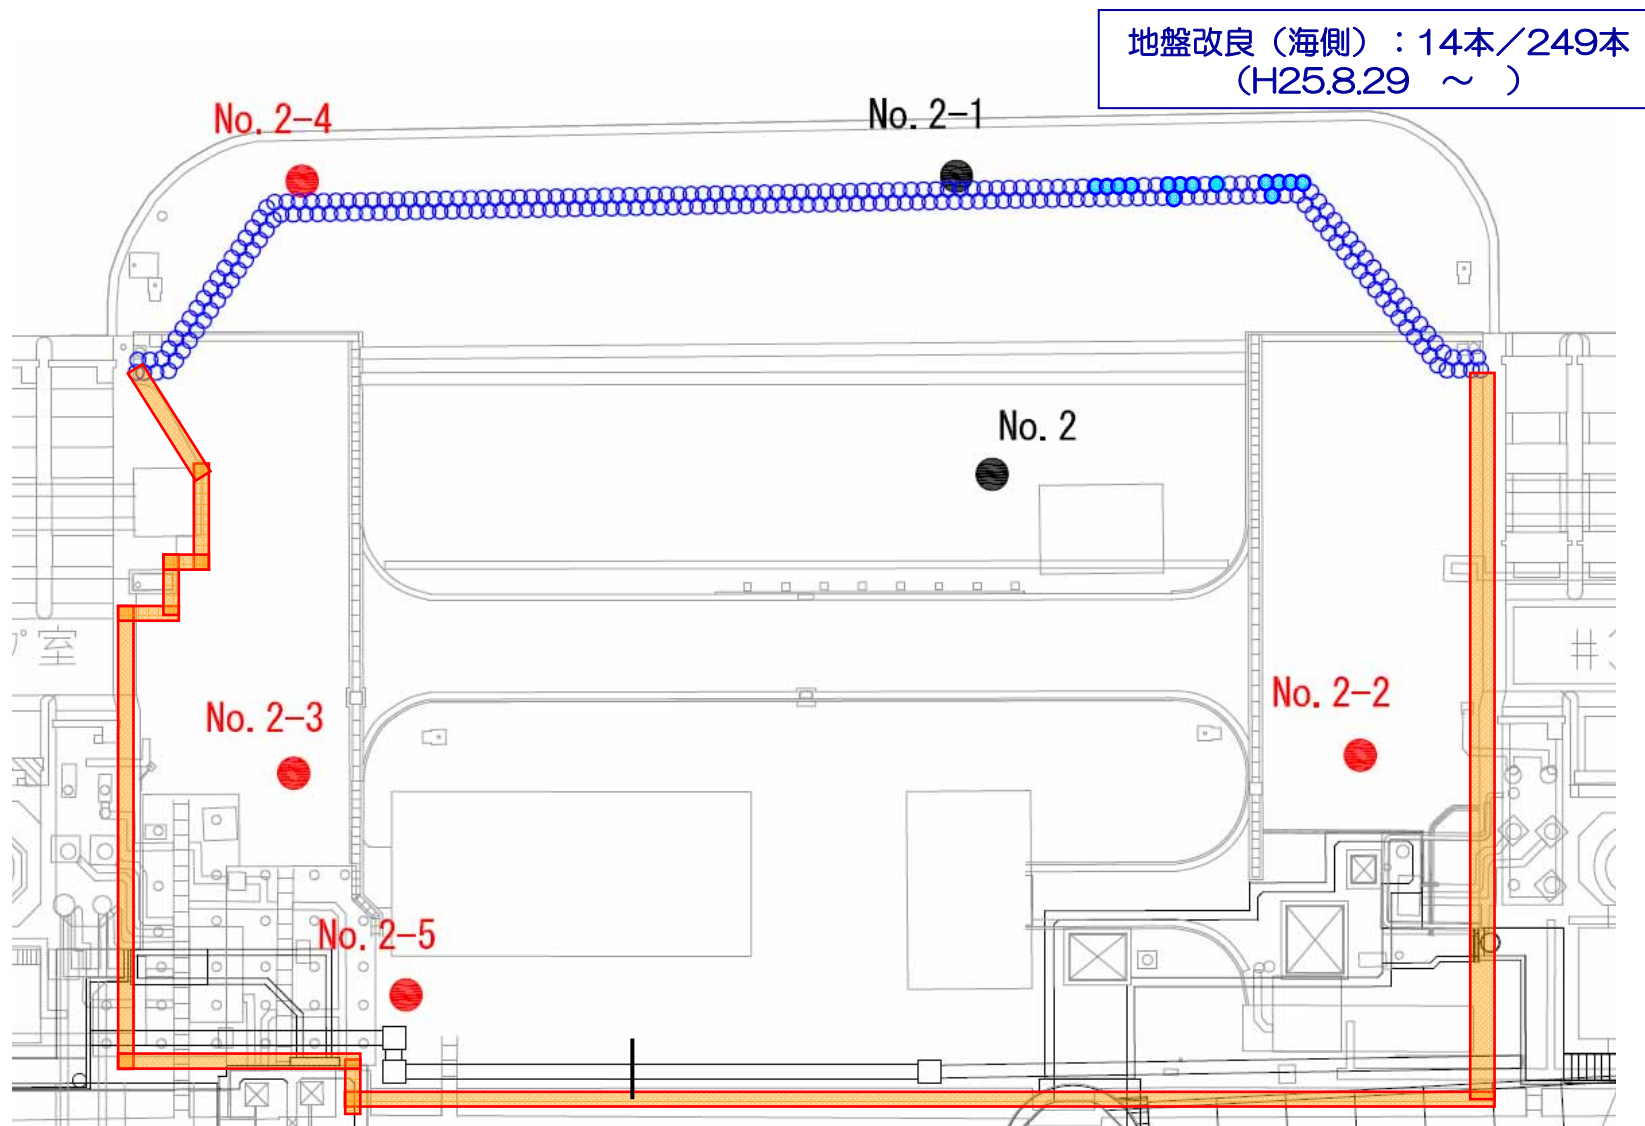 地盤改良（海側）：14本／249本
（H25.8.29　～　）
No. 2-4
No. 2-1
No. 2
室
#
No. 2-3
No. 2-2
No. 2-5